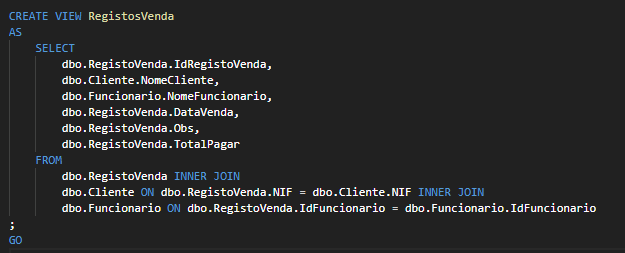 CREATE VIEW RegistosVenda
AS
SELECT
dbo.RegistoVenda.IdRegistoVenda,
dbo.Cliente.NomeCliente,
dbo.Funcionario.NomeFuncionario,
dbo.RegistoVenda.DataVenda,
dbo.RegistoVenda.Obs,
dbo.RegistoVenda.TotalPagar
FROM
dbo.RegistoVenda INNER JOIN
dbo.Cliente ON dbo.RegistoVenda.NIF = dbo.Cliente.NIF INNER JOIN
dbo.Funcionario ON dbo.RegistoVenda.IdFuncionario = dbo.Funcionario.IdFuncionario
;
GO